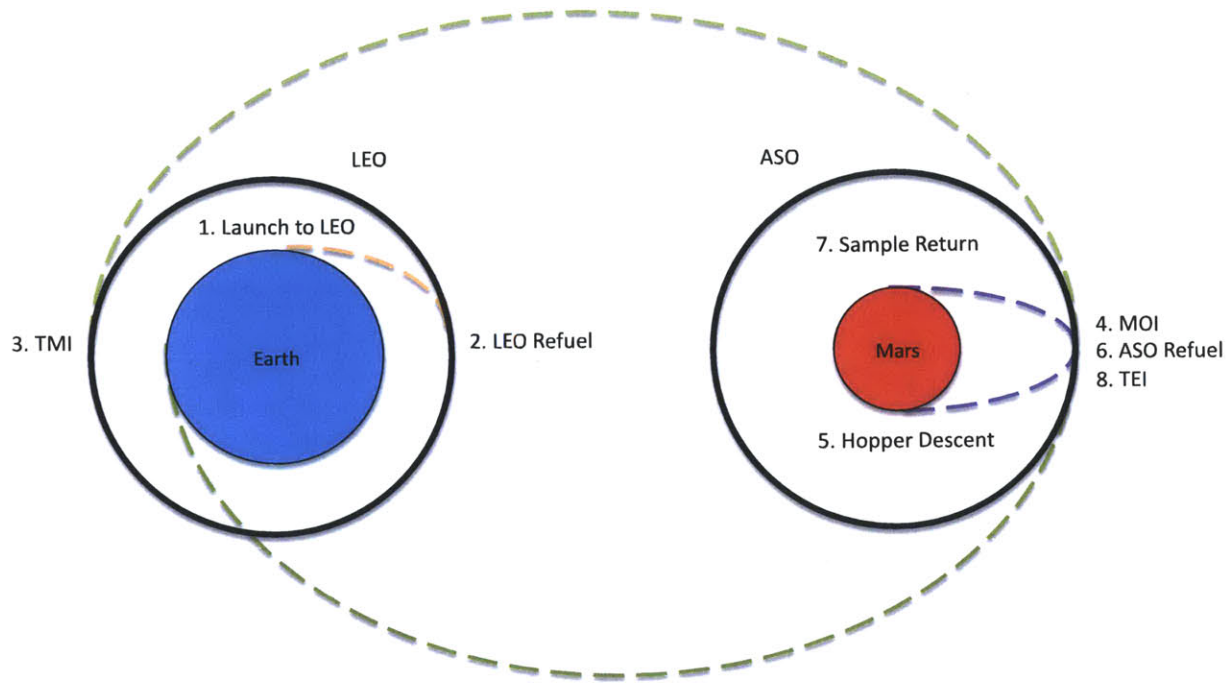 LEO
ASO
1. Launch to LEO
7. Sample Return
3. TMI
Earth
2. LEO Refuel
Mars
4. MOI
6. ASO Refuel
8. TEI
5. Hopper Descent